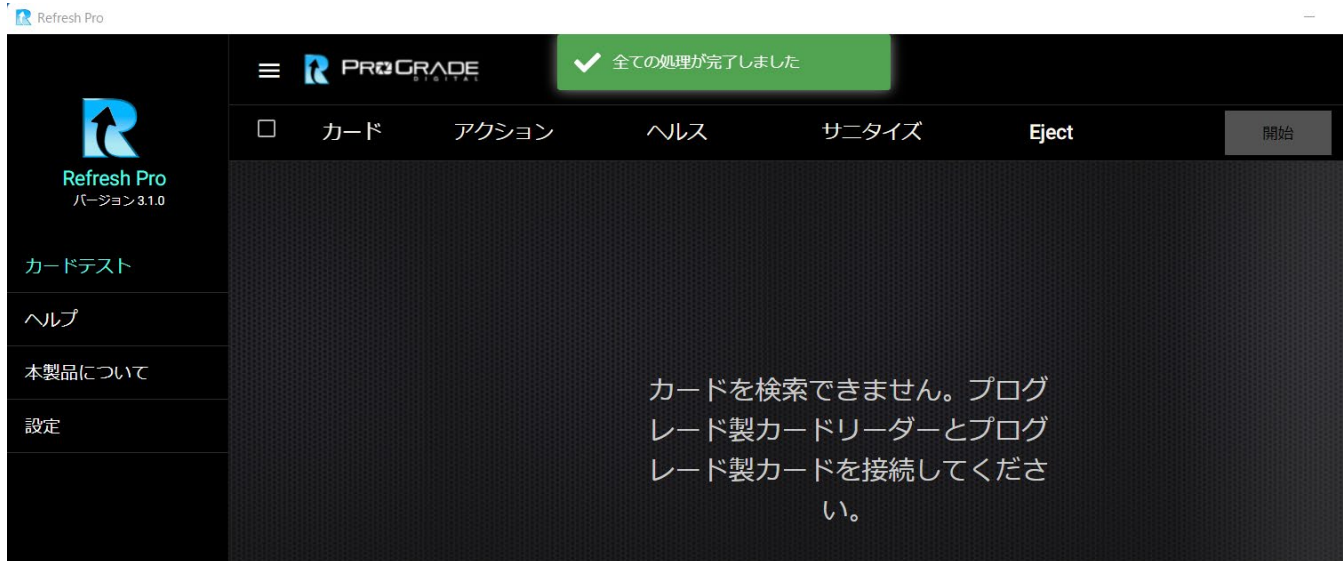 Refresh Pro
PROGRADE
DIGITAL
全ての処理が完了しました
カード アクション ヘルス サニタイズ Eject 開始
Refresh Pro
バージョン 3.1.0
カードテスト
ヘルプ
本製品について
設定
カードを検索できません。プログ
レード製カードリーダーとプログ
レード製カードを接続してくださ
い。